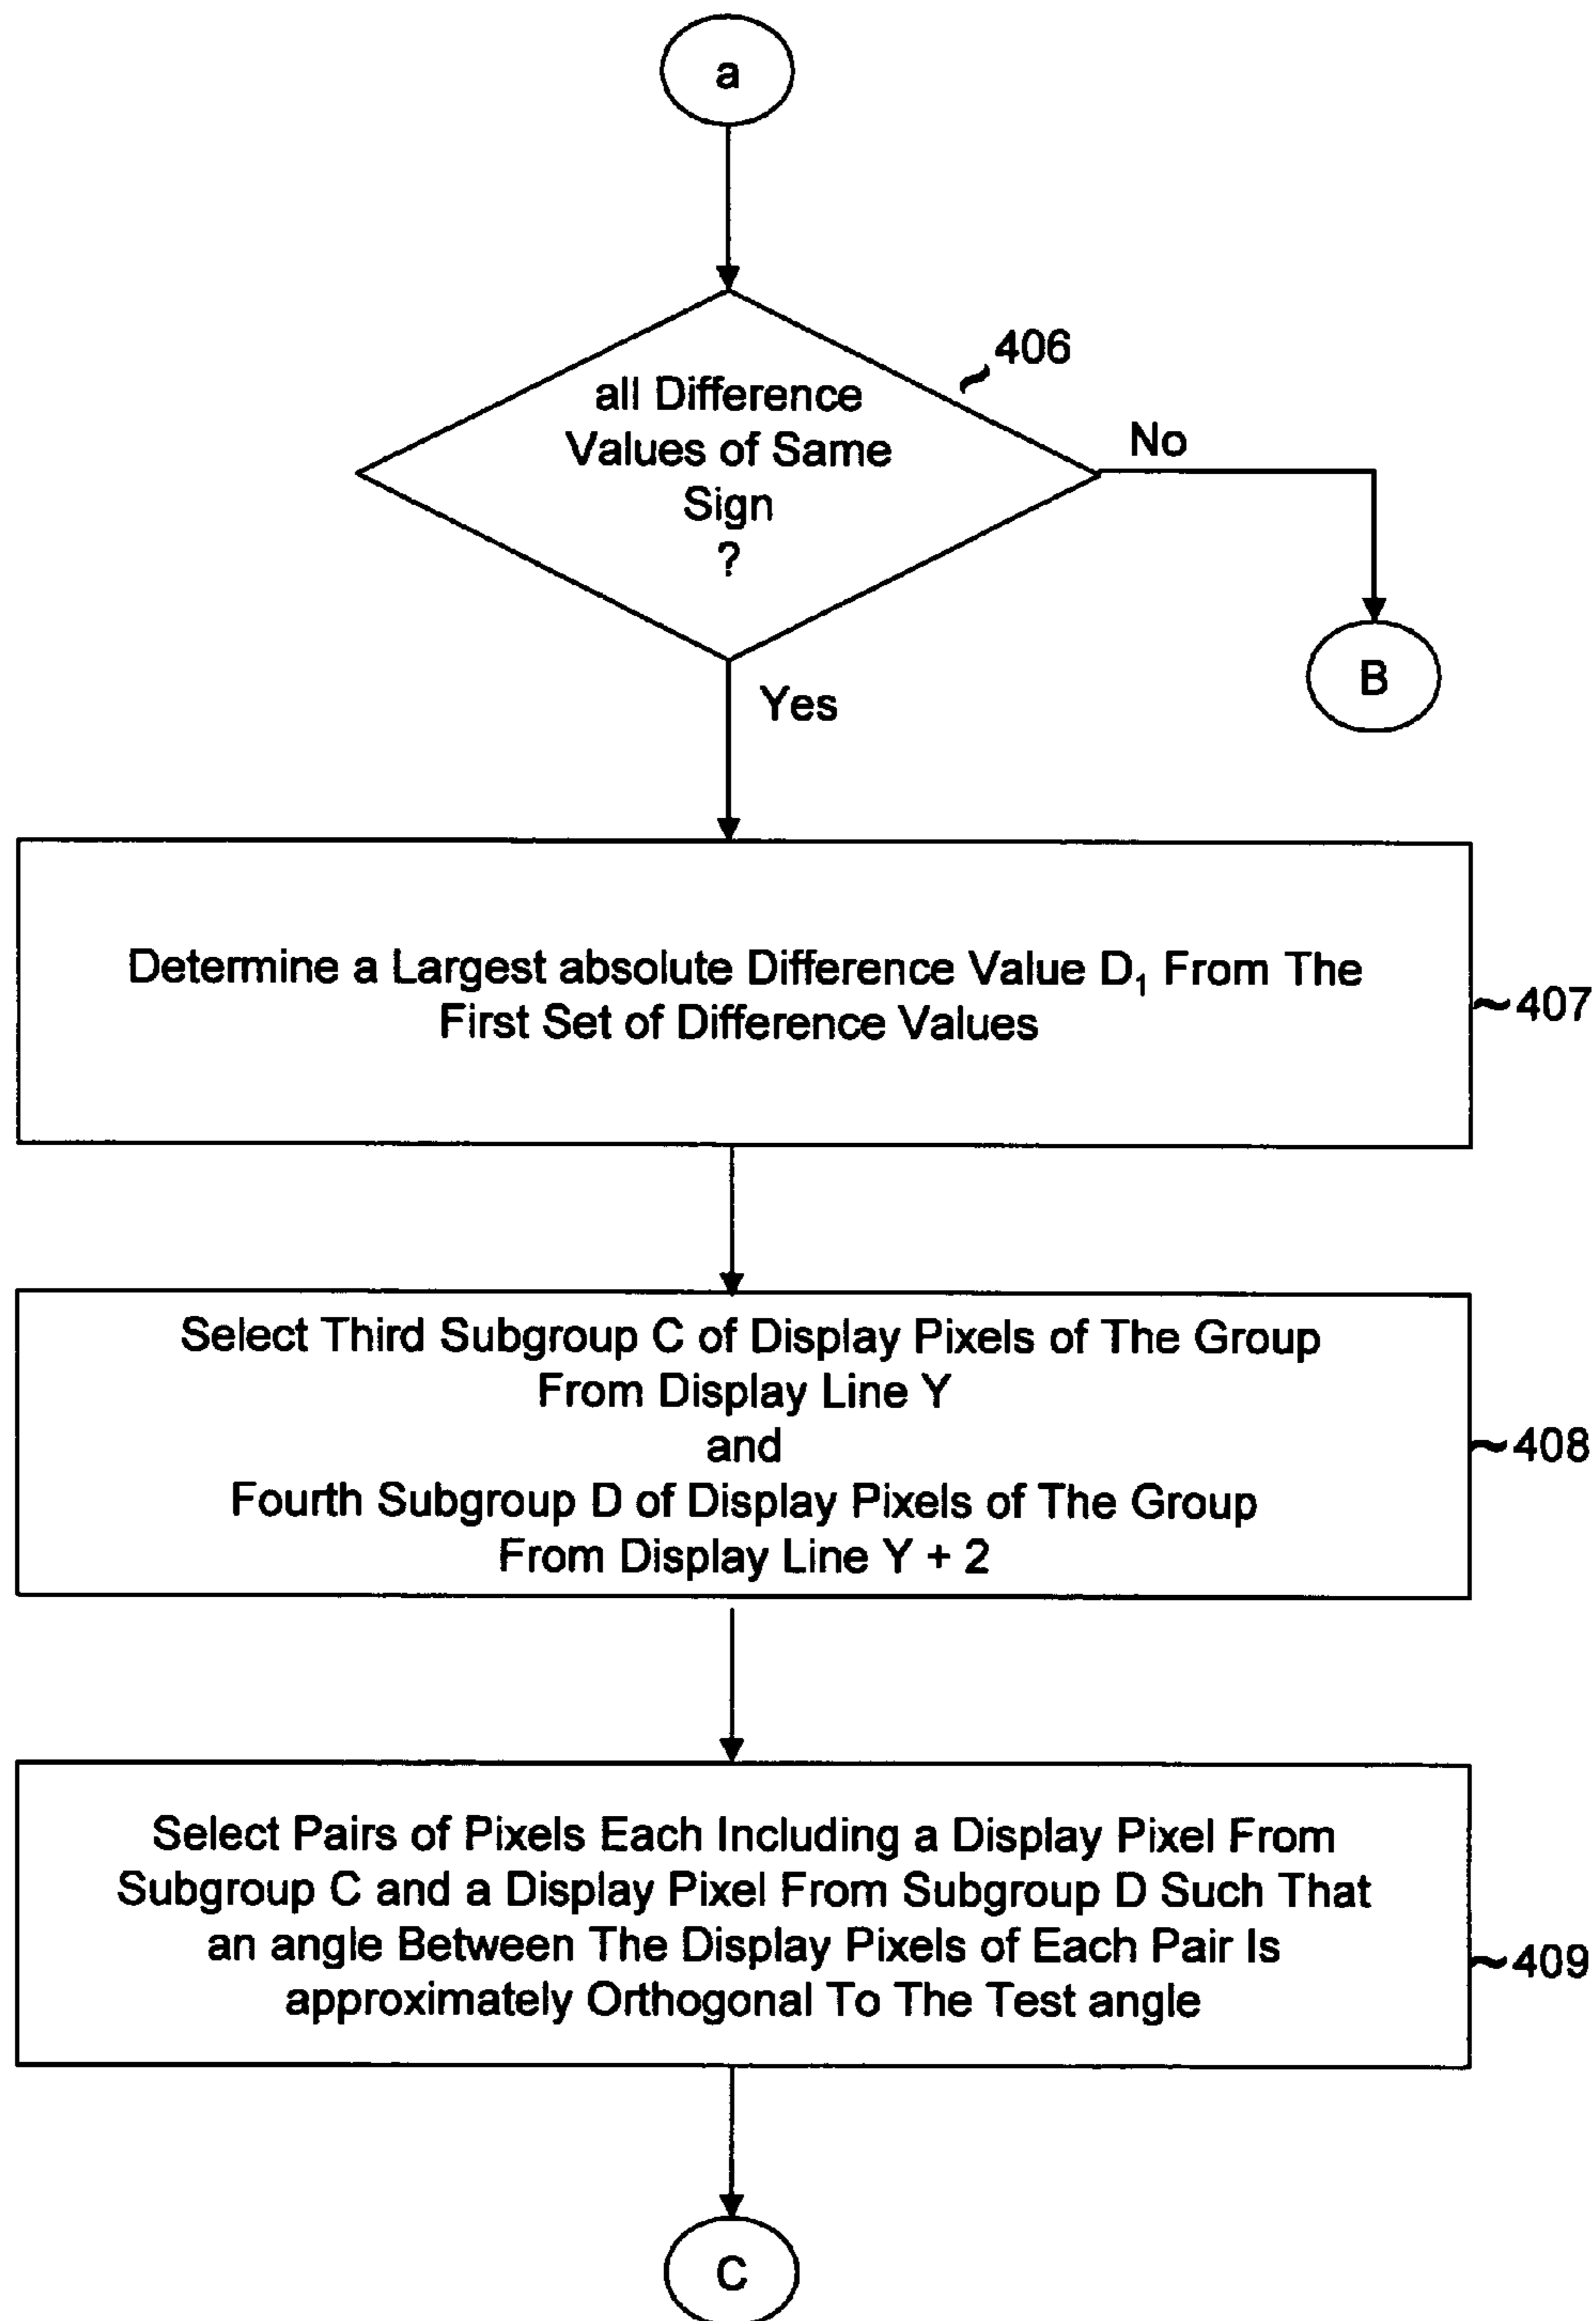 a
406
all Difference
Values of Same
Sign
?
No
B
Yes
Determine a Largest absolute Difference Value D₁ From The
First Set of Difference Values
~407
Select Third Subgroup C of Display Pixels of The Group
From Display Line Y
and
Fourth Subgroup D of Display Pixels of The Group
From Display Line Y + 2
~408
Select Pairs of Pixels Each Including a Display Pixel From
Subgroup C and a Display Pixel From Subgroup D Such That
an angle Between The Display Pixels of Each Pair Is
approximately Orthogonal To The Test angle
~409
C